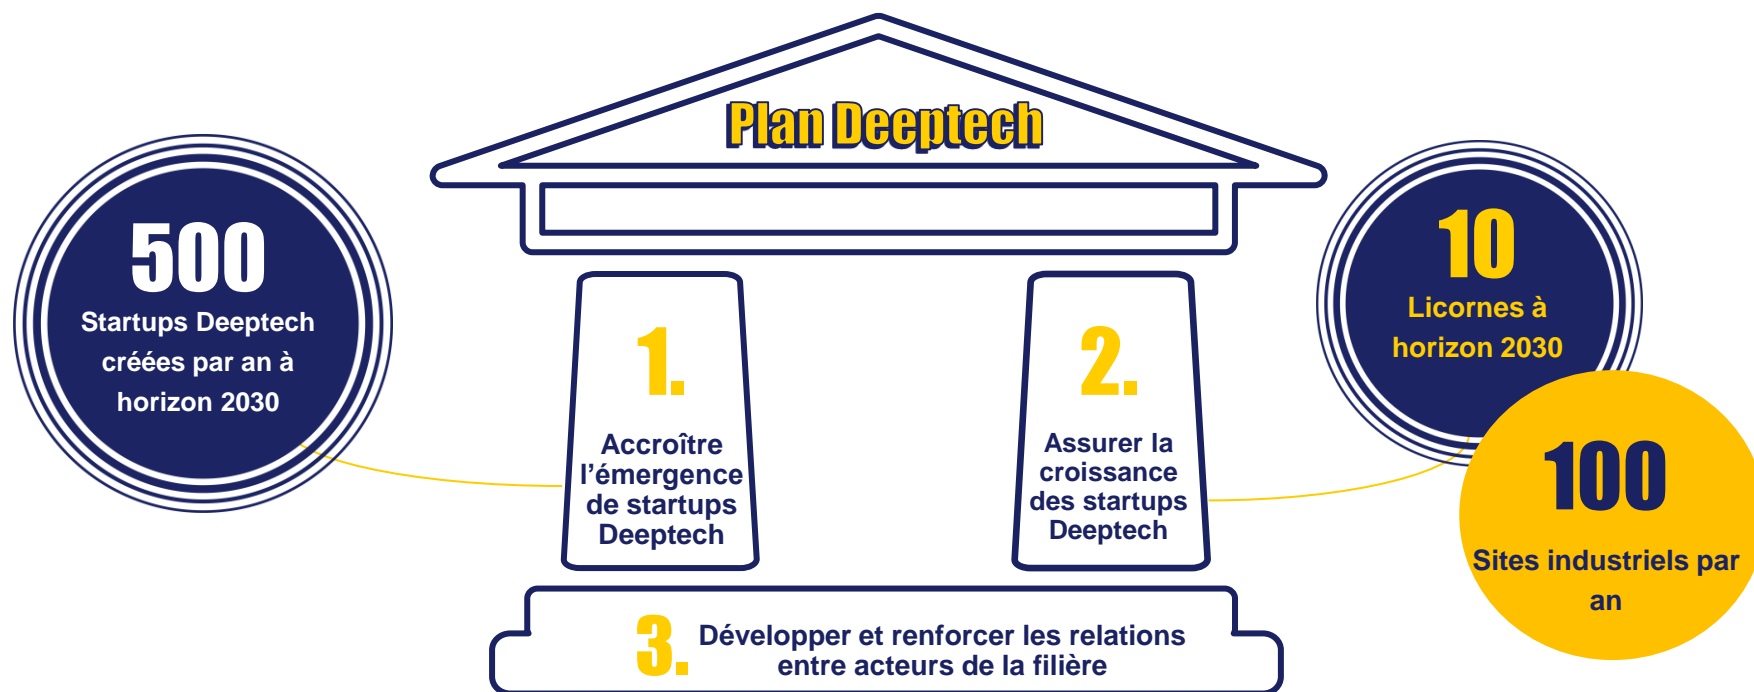 Plan Deeptech
500
Startups Deeptech
créées par an à
horizon 2030
1.
Accroître
l’émergence
de startups
Deeptech
2.
Assurer la
croissance
des startups
Deeptech
10
Licornes à
horizon 2030
100
Sites industriels par
an
3.
Développer et renforcer les relations
entre acteurs de la filière